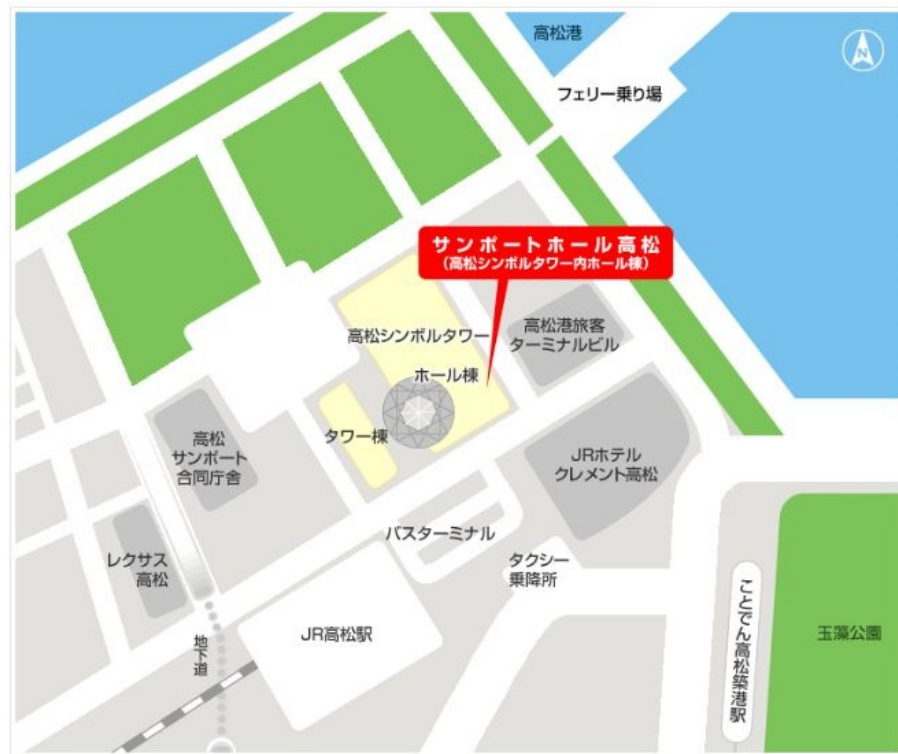 高松港
N
フェリー乗り場
サンポートホール高松
(高松シンボルタワー内ホール棟)
高松シンボルタワー
高松港旅客
ターミナルビル
ホール棟
タワー棟
高松
サンポート
合同庁舎
JRホテル
クレメント高松
バスターミナル
レクサス
高松
タクシー
乗降所
JR高松駅
地下道
ことでん高松築港駅
玉藻公園